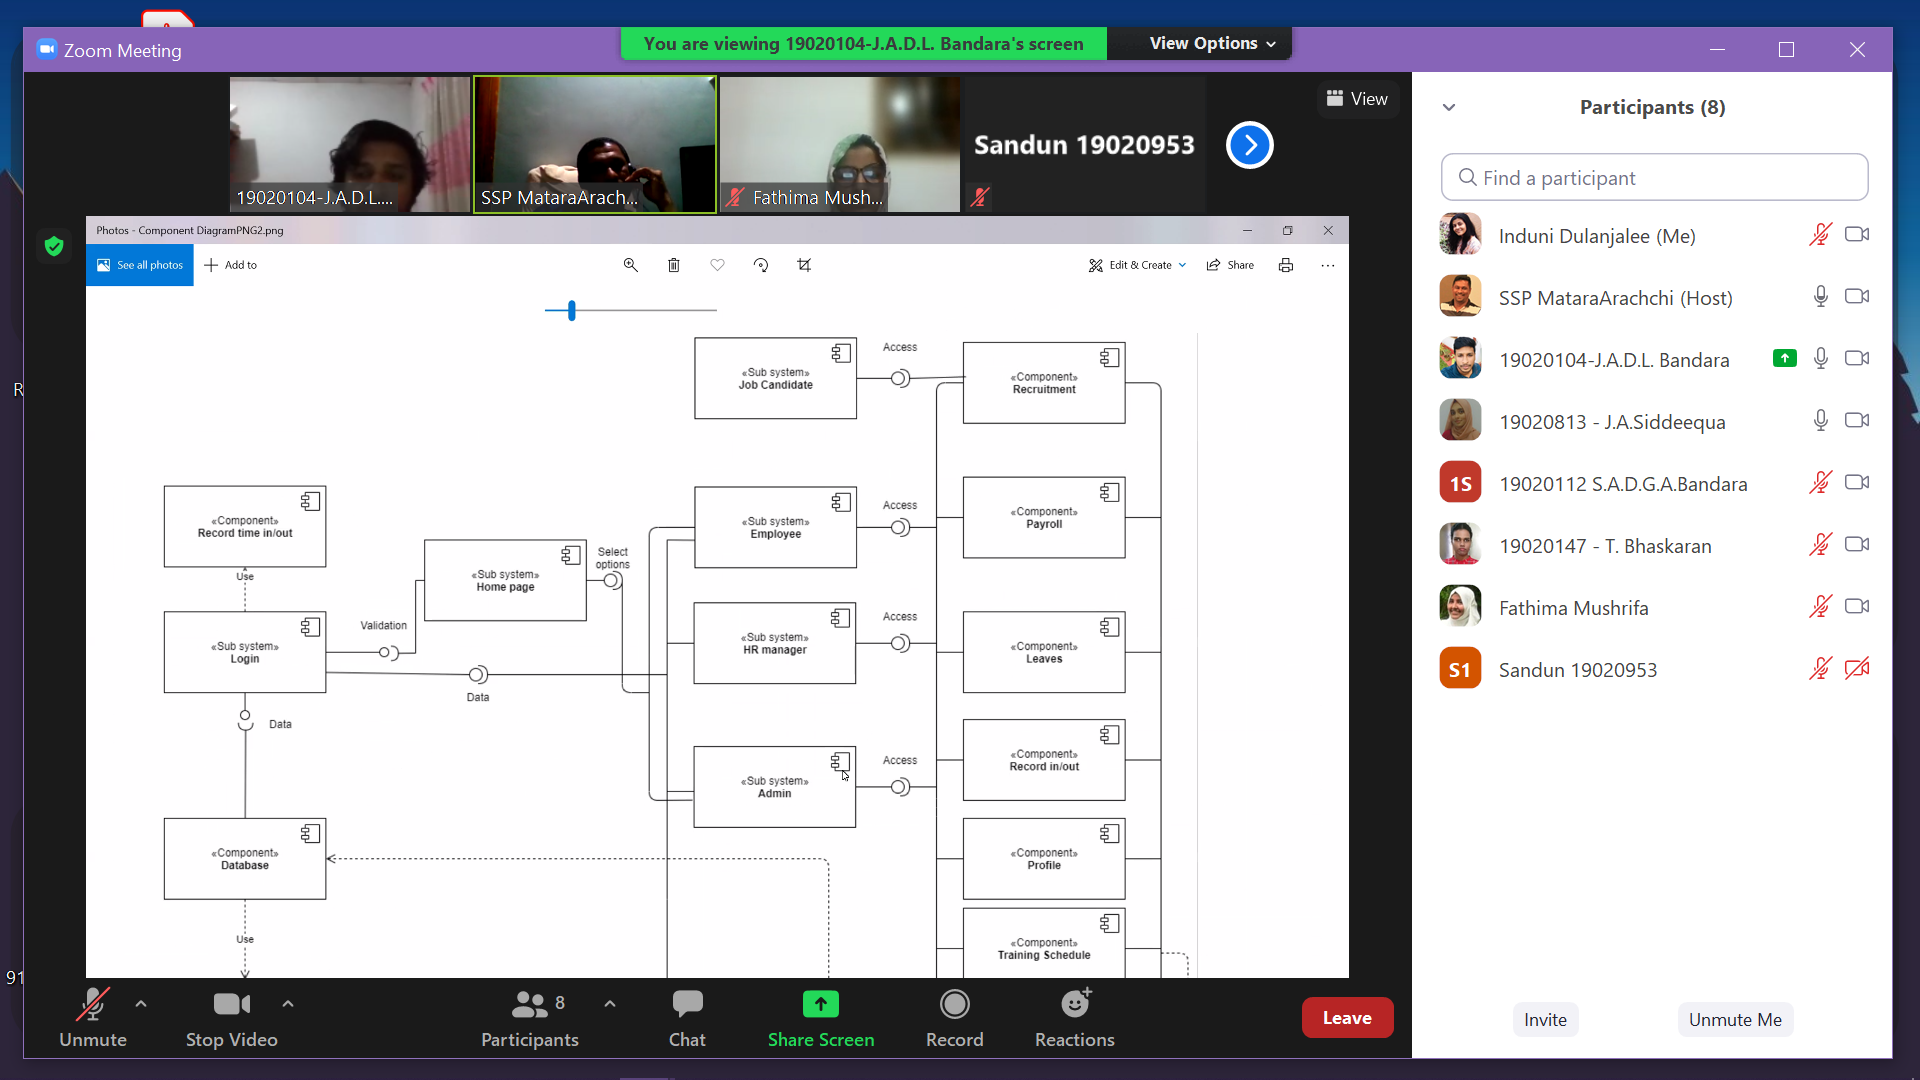 Zoom Meeting
You are viewing 19020104-J.A.D.L. Bandara's screen
View Options
View
19020104-J.A.D.L....
SSP MataraArach...
Fathima Mush...
Sandun 19020953
Photos - Component DiagramPNG2.png
See all photos
Add to
Edit & Create
Share
«Sub system»
Job Candidate
Access
«Component»
Recruitment
«Component»
Record time in/out
Use
«Sub system»
Home page
Select
options
«Sub system»
Employee
Access
«Component»
Payroll
«Sub system»
Login
Validation
Data
Data
«Sub system»
HR manager
Access
«Component»
Leaves
«Sub system»
Admin
Access
«Component»
Record in/out
«Component»
Database
Use
«Component»
Profile
«Component»
Training Schedule
Unmute
Stop Video
8
Participants
Chat
Share Screen
Record
Reactions
Leave
Participants (8)
Find a participant
Induni Dulanjalee (Me)
SSP MataraArachchi (Host)
19020104-J.A.D.L. Bandara
19020813 - J.A.Siddeequa
1S
19020112 S.A.D.G.A.Bandara
19020147 - T. Bhaskaran
Fathima Mushrifa
S1
Sandun 19020953
Invite
Unmute Me
R
91